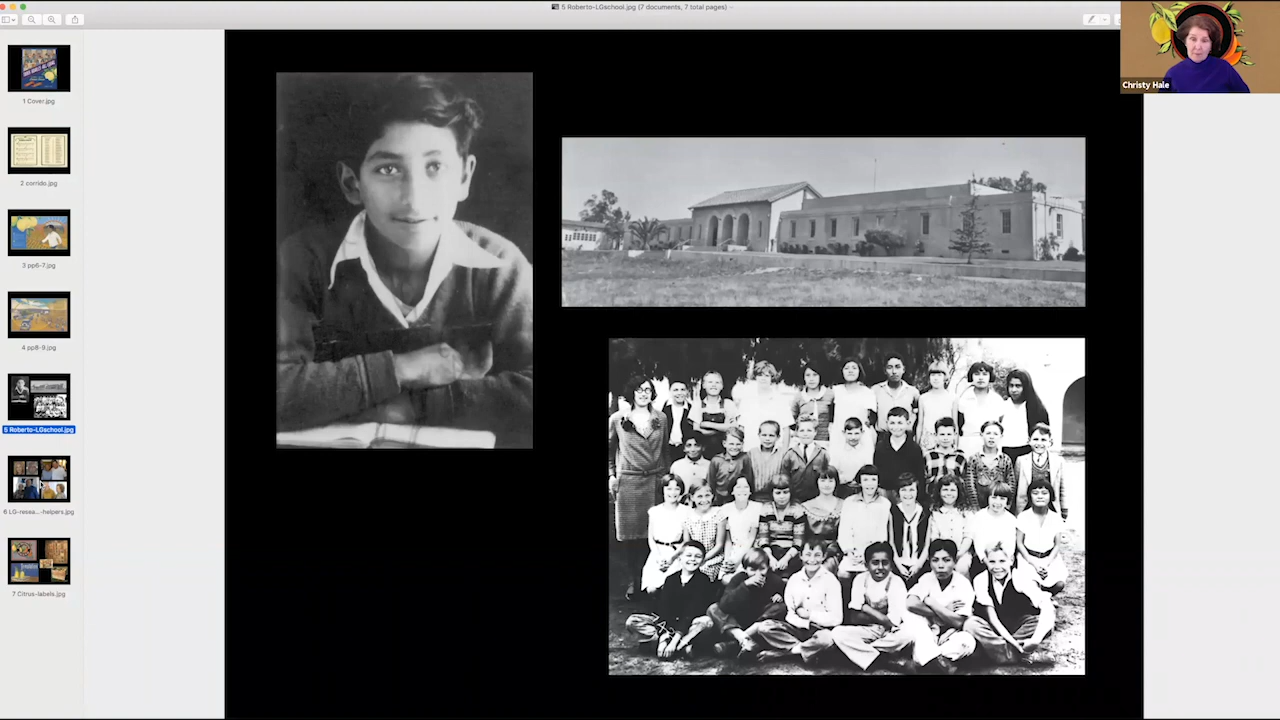 5 Roberto-LGschool.jpg (7 documents, 7 total pages)
Christy Hale
1 Cover.jpg
2 corrido.jpg
3 pp6-7.jpg
4 pp8-9.jpg
5 Roberto-LGschool.jpg
6 LG-resea...-helpers.jpg
7 Citrus-labels.jpg